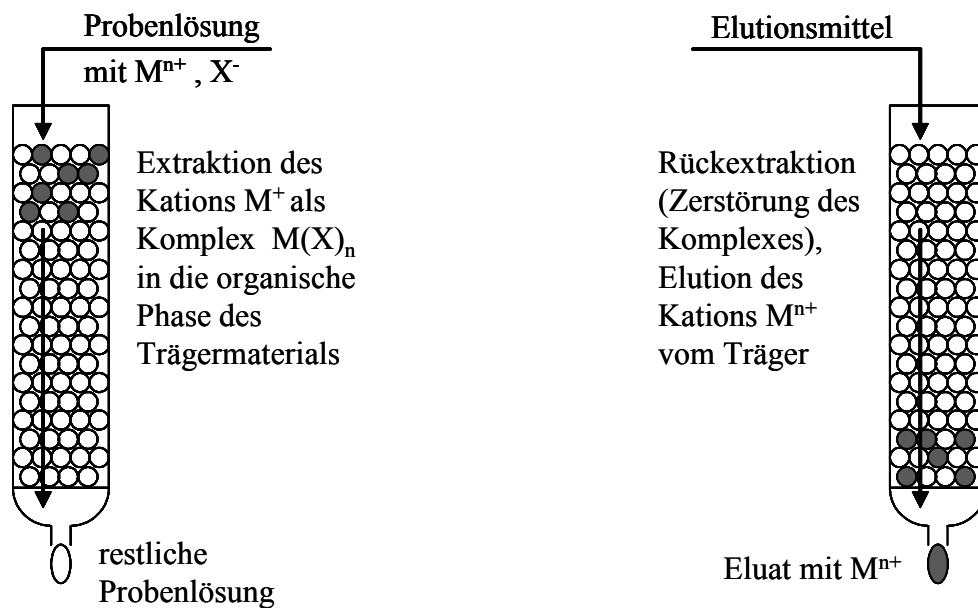 Probenlösung
mit Mⁿ⁺ , X⁻
Extraktion des
Kations M⁺ als
Komplex M(X)ₙ
in die organische
Phase des
Trägermaterials
restliche
Probenlösung
Elutionsmittel
Rückextraktion
(Zerstörung des
Komplexes),
Elution des
Kations Mⁿ⁺
vom Träger
Eluat mit Mⁿ⁺